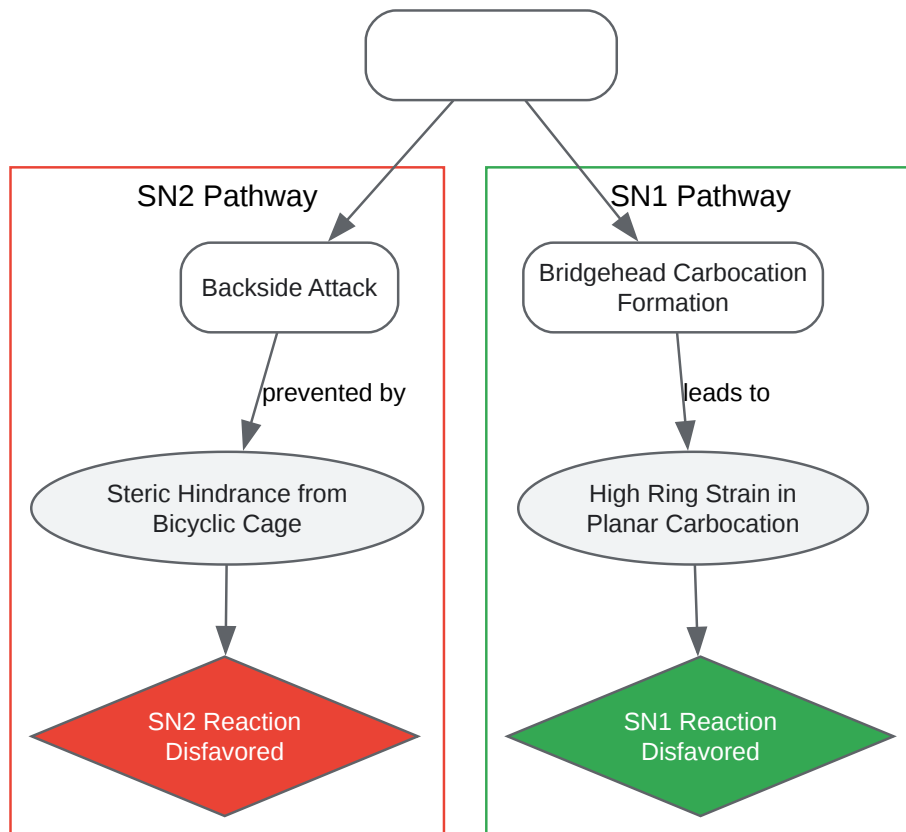 SN2 Pathway
Backside Attack
prevented by
Steric Hindrance from
Bicyclic Cage
SN2 Reaction
Disfavored
SN1 Pathway
Bridgehead Carbocation
Formation
leads to
High Ring Strain in
Planar Carbocation
SN1 Reaction
Disfavored